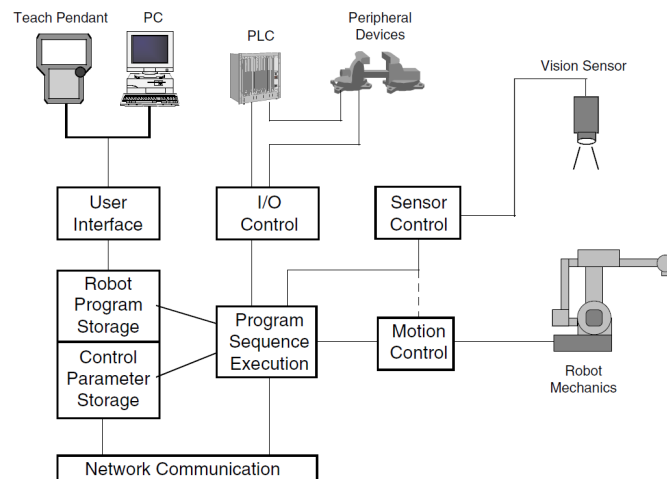 Teach Pendant
PC
PLC
Peripheral
Devices
Vision Sensor
User
Interface
I/O
Control
Sensor
Control
Robot
Program
Storage
Program
Sequence
Execution
Motion
Control
Control
Parameter
Storage
Robot
Mechanics
Network Communication